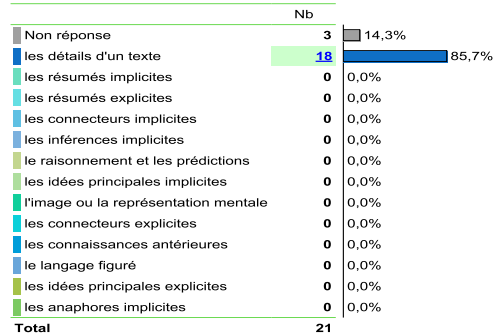 Nb
Non réponse 3 14,3%
les détails d'un texte 18 85,7%
les résumés implicites 0 0,0%
les résumés explicites 0 0,0%
les connecteurs implicites 0 0,0%
les inférences implicites 0 0,0%
le raisonnement et les prédictions 0 0,0%
les idées principales implicites 0 0,0%
l'image ou la représentation mentale 0 0,0%
les connecteurs explicites 0 0,0%
les connaissances antérieures 0 0,0%
le langage figuré 0 0,0%
les idées principales explicites 0 0,0%
les anaphores implicites 0 0,0%
Total 21